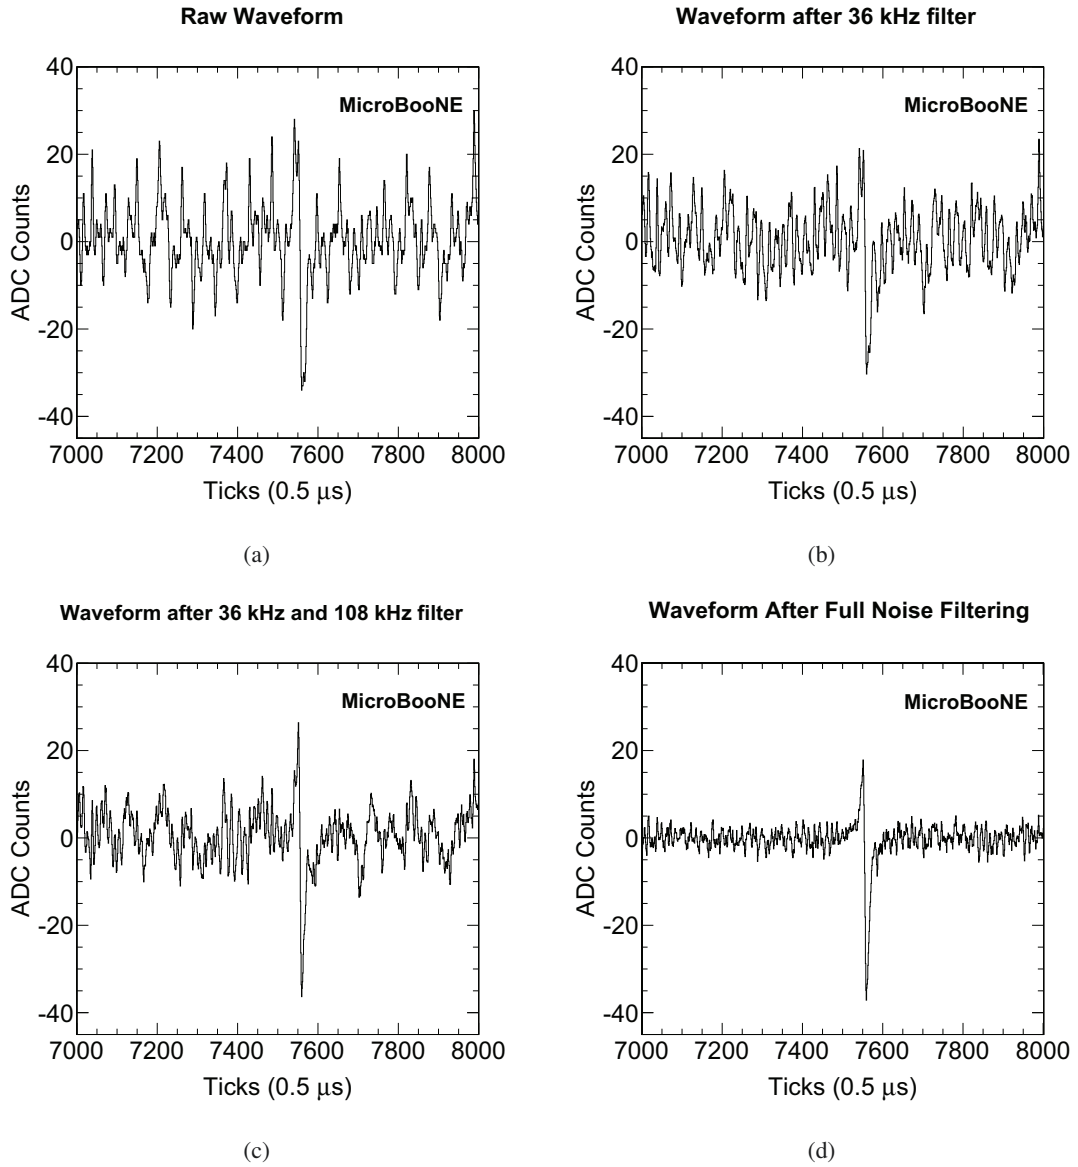 Raw Waveform
40
20
0
-20
-40
ADC Counts
MicroBooNE
7000 7200 7400 7600 7800 8000
Ticks (0.5 μs)
(a)
Waveform after 36 kHz filter
40
20
0
-20
-40
ADC Counts
MicroBooNE
7000 7200 7400 7600 7800 8000
Ticks (0.5 μs)
(b)
Waveform after 36 kHz and 108 kHz filter
40
20
0
-20
-40
ADC Counts
MicroBooNE
7000 7200 7400 7600 7800 8000
Ticks (0.5 μs)
(c)
Waveform After Full Noise Filtering
40
20
0
-20
-40
ADC Counts
MicroBooNE
7000 7200 7400 7600 7800 8000
Ticks (0.5 μs)
(d)